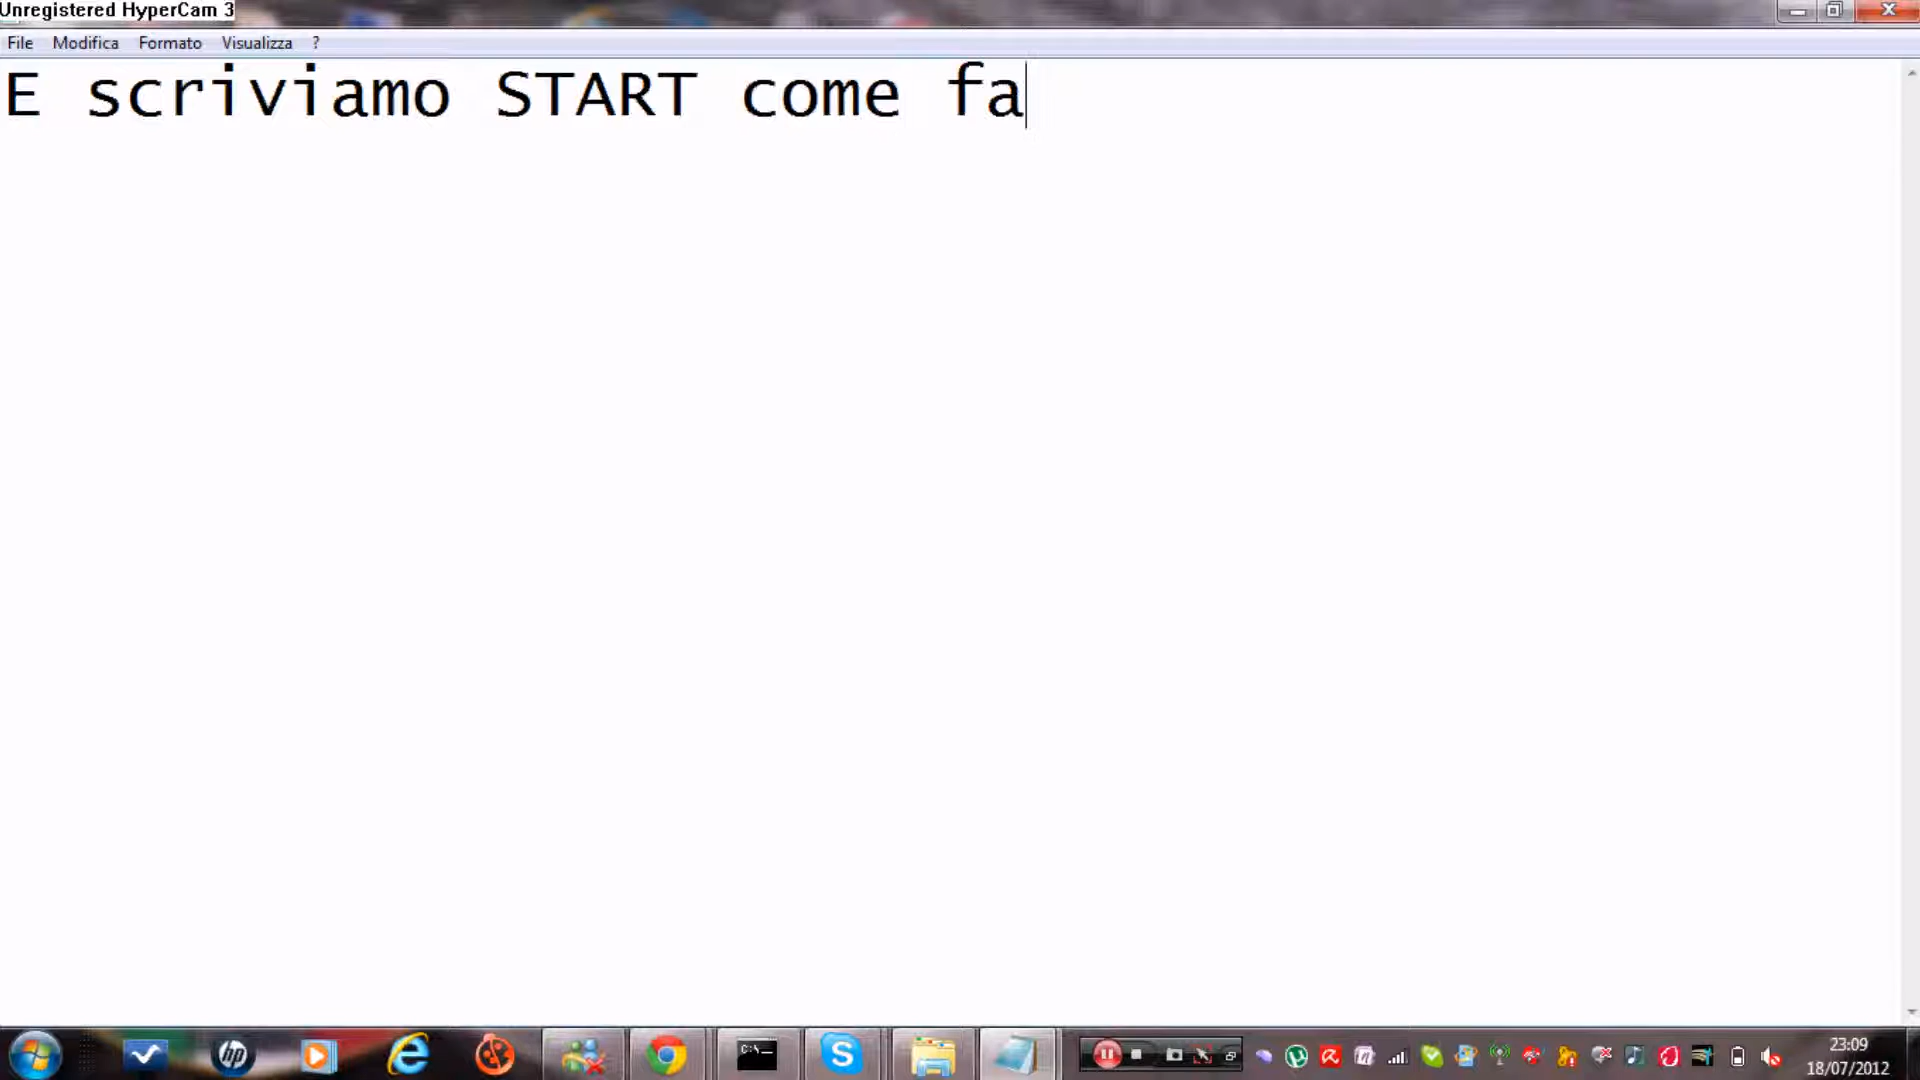 Unregistered HyperCam 3
File Modifica Formato Visualizza ?
E scriviamo START come fa
23:09
18/07/2012